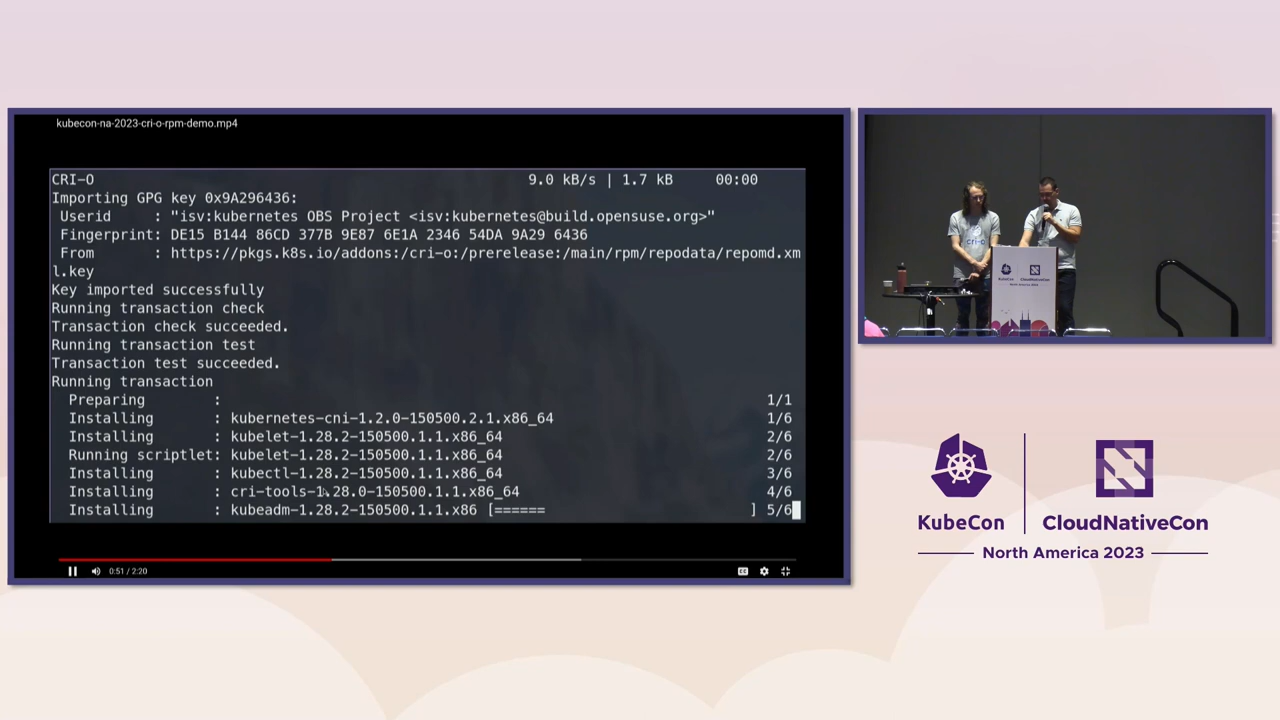 kubecon-na-2023-cri-o-rpm-demo.mp4
CRI-O 9.0 kB/s | 1.7 kB 00:00
Importing GPG key 0x9A296436:
Userid : "isv:kubernetes OBS Project <isv:kubernetes@build.opensuse.org>"
Fingerprint: DE15 B144 86CD 377B 9E87 6E1A 2346 54DA 9A29 6436
From : https://pkgs.k8s.io/addons:/cri-o:/prerelease:/main/rpm/repodata/repomd.xm
l.key
Key imported successfully
Running transaction check
Transaction check succeeded.
Running transaction test
Transaction test succeeded.
Running transaction
Preparing : 1/1
Installing : kubernetes-cni-1.2.0-150500.2.1.x86_64 1/6
Installing : kubelet-1.28.2-150500.1.1.x86_64 2/6
Running scriptlet: kubelet-1.28.2-150500.1.1.x86_64 2/6
Installing : kubectl-1.28.2-150500.1.1.x86_64 3/6
Installing : cri-tools-1.28.0-150500.1.1.x86_64 4/6
Installing : kubeadm-1.28.2-150500.1.1.x86 [====== ] 5/6
0:51 / 2:20
CC
cri-o
KubeCon CloudNativeCon
North America 2023
KubeCon CloudNativeCon
North America 2023